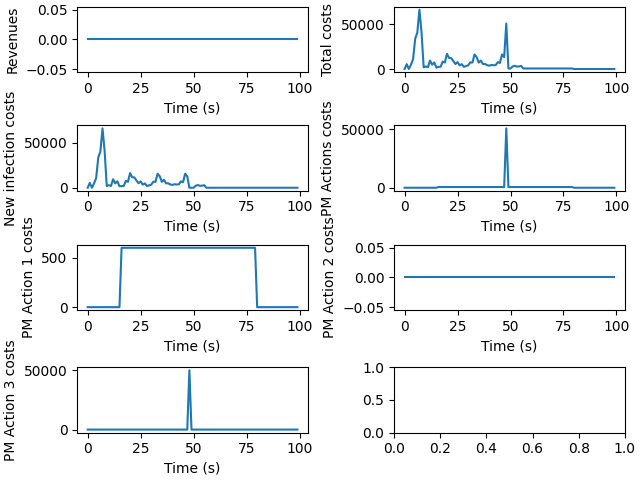 Revenues
0.05
0.00
−0.05
0 25 50 75 100
Time (s)
Total costs
50000
0
0 25 50 75 100
Time (s)
New infection costs
50000
0
0 25 50 75 100
Time (s)
PM Actions costs
50000
0
0 25 50 75 100
Time (s)
PM Action 1 costs
500
0
0 25 50 75 100
Time (s)
PM Action 2 costs
0.05
0.00
−0.05
0 25 50 75 100
Time (s)
PM Action 3 costs
50000
0
0 25 50 75 100
Time (s)
1.0
0.5
0.0
0.0 0.2 0.4 0.6 0.8 1.0